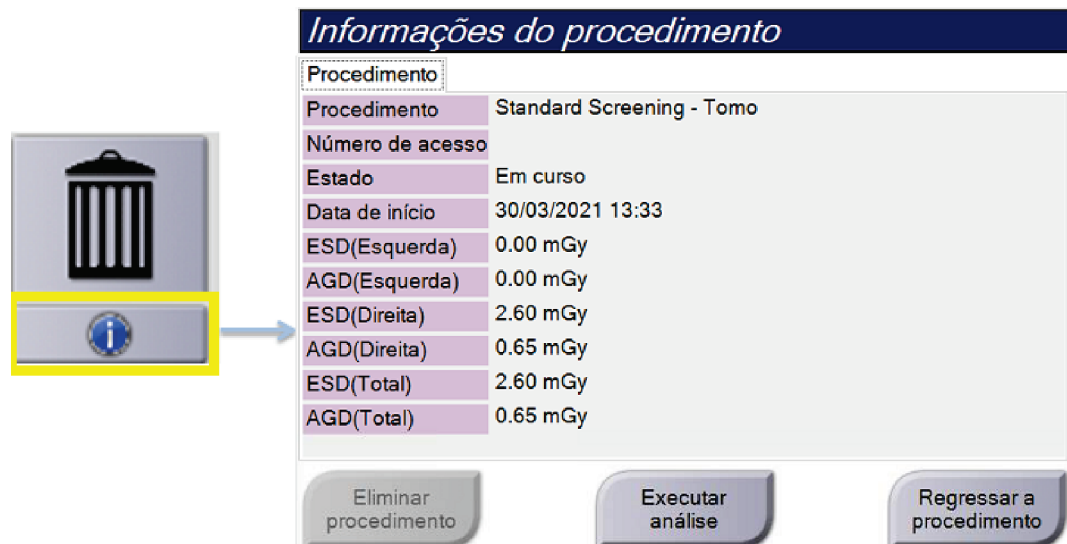 Informações do procedimento
Procedimento
Procedimento Standard Screening - Tomo
Número de acesso
Estado Em curso
Data de início 30/03/2021 13:33
ESD(Esquerda) 0.00 mGy
AGD(Esquerda) 0.00 mGy
ESD(Direita) 2.60 mGy
AGD(Direita) 0.65 mGy
ESD(Total) 2.60 mGy
AGD(Total) 0.65 mGy
Eliminar
procedimento
Executar
análise
Regressar a
procedimento